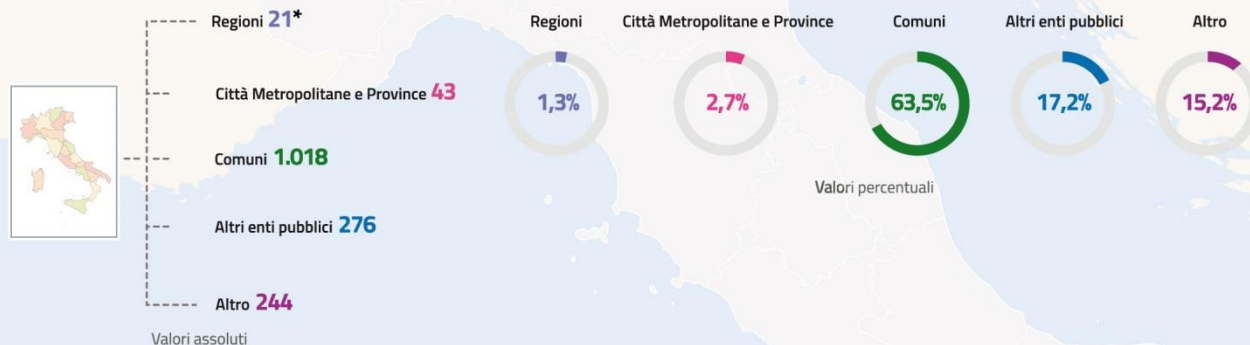 Regioni 21*
Città Metropolitane e Province 43
Comuni 1.018
Altri enti pubblici 276
Altro 244
Valori assoluti
Regioni
1,3%
Città Metropolitane e Province
2,7%
Comuni
63,5%
Altri enti pubblici
17,2%
Altro
15,2%
Valori percentuali